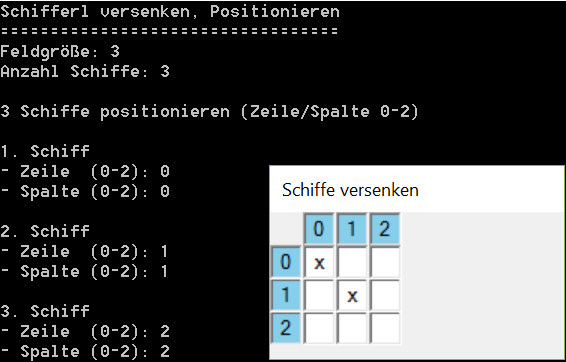 Schifferl versenken, Positionieren
----------------------------------
Feldgröße: 3
Anzahl Schiffe: 3
3 Schiffe positionieren (Zeile/Spalte 0-2)
1. Schiff
- Zeile  (0-2): 0
- Spalte (0-2): 0
2. Schiff
- Zeile  (0-2): 1
- Spalte (0-2): 1
3. Schiff
- Zeile  (0-2): 2
- Spalte (0-2): 2
Schiffe versenken
0 1 2
0 x
1 x
2